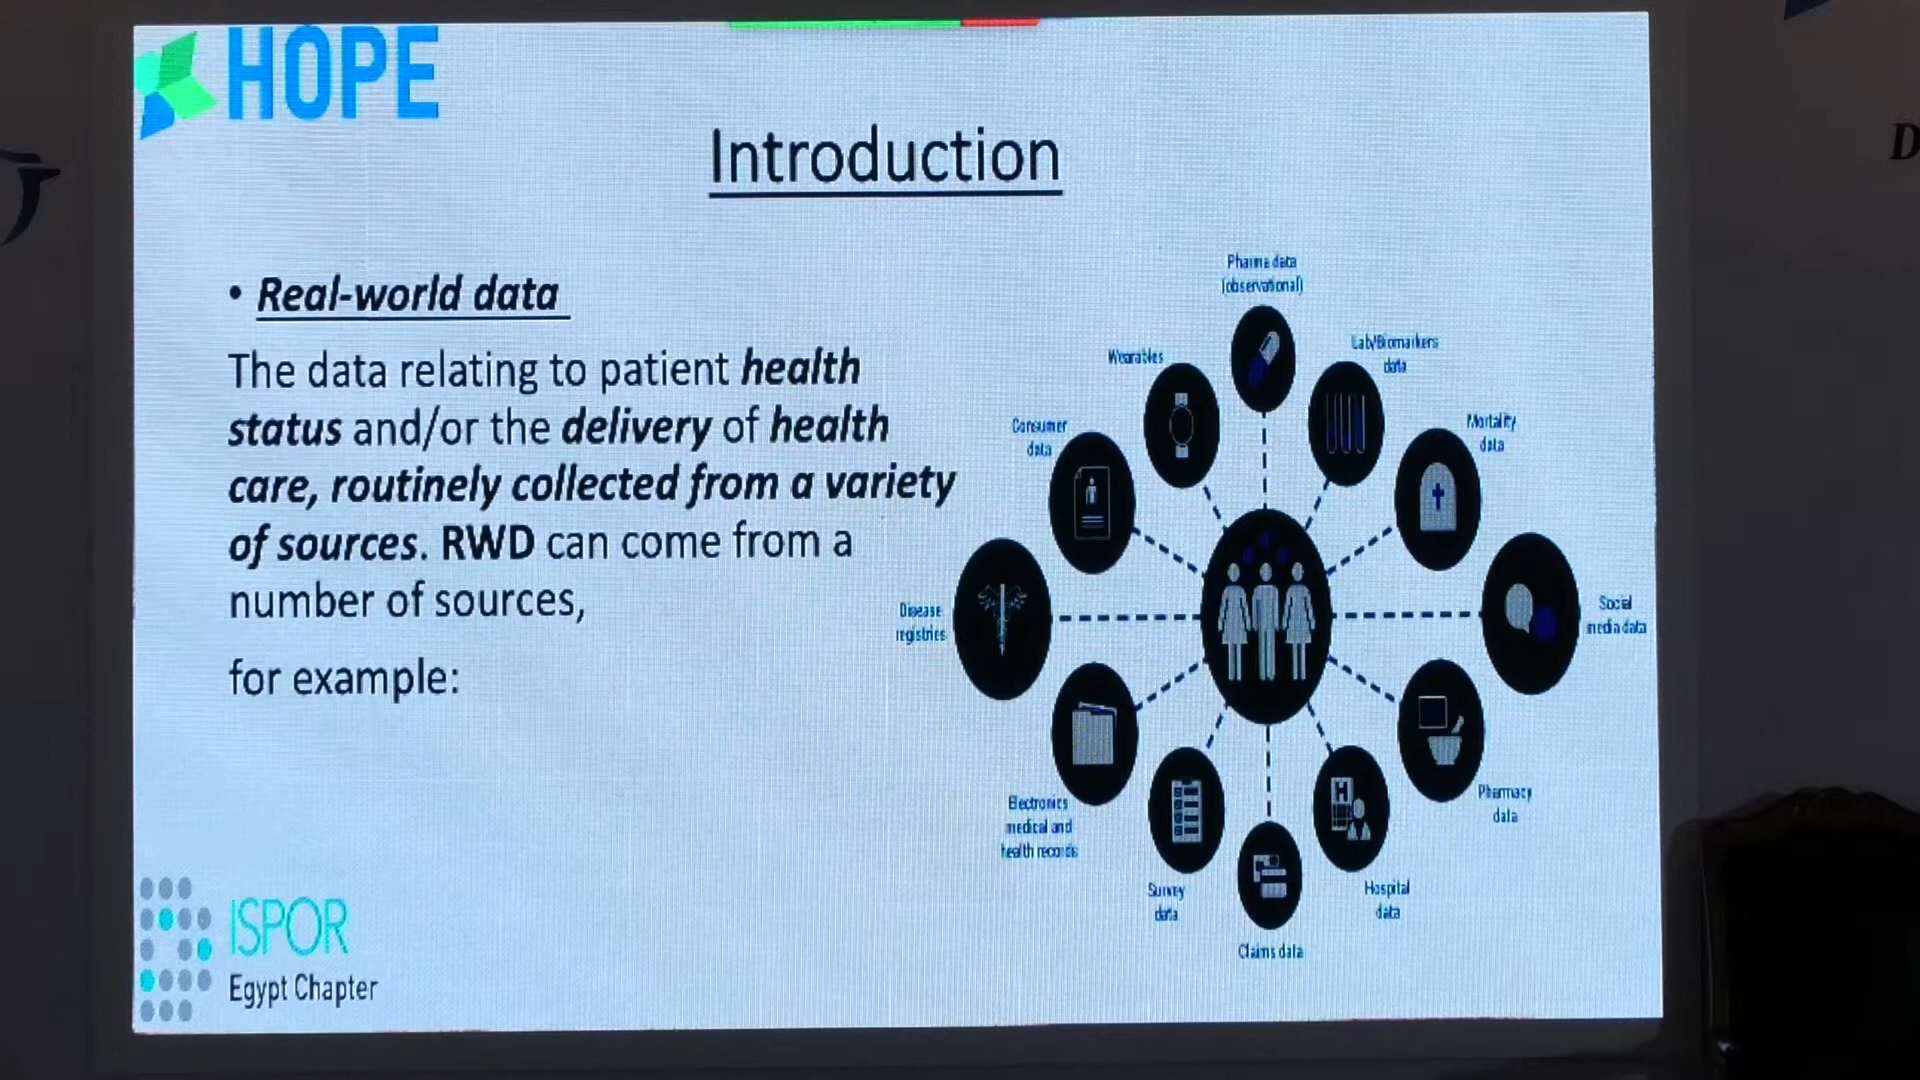 HOPE
Introduction
• Real-world data
The data relating to patient health
status and/or the delivery of health
care, routinely collected from a variety
of sources. RWD can come from a
number of sources,
for example:
Pharma data
(observational)
Lab/Biomarkers
data
Mortality
data
Social
media data
Pharmacy
data
Hospital
data
Claims data
Survey
data
Electronics
medical and
health records
Disease
registries
Consumer
data
Wearables
H
ISPOR
Egypt Chapter
D